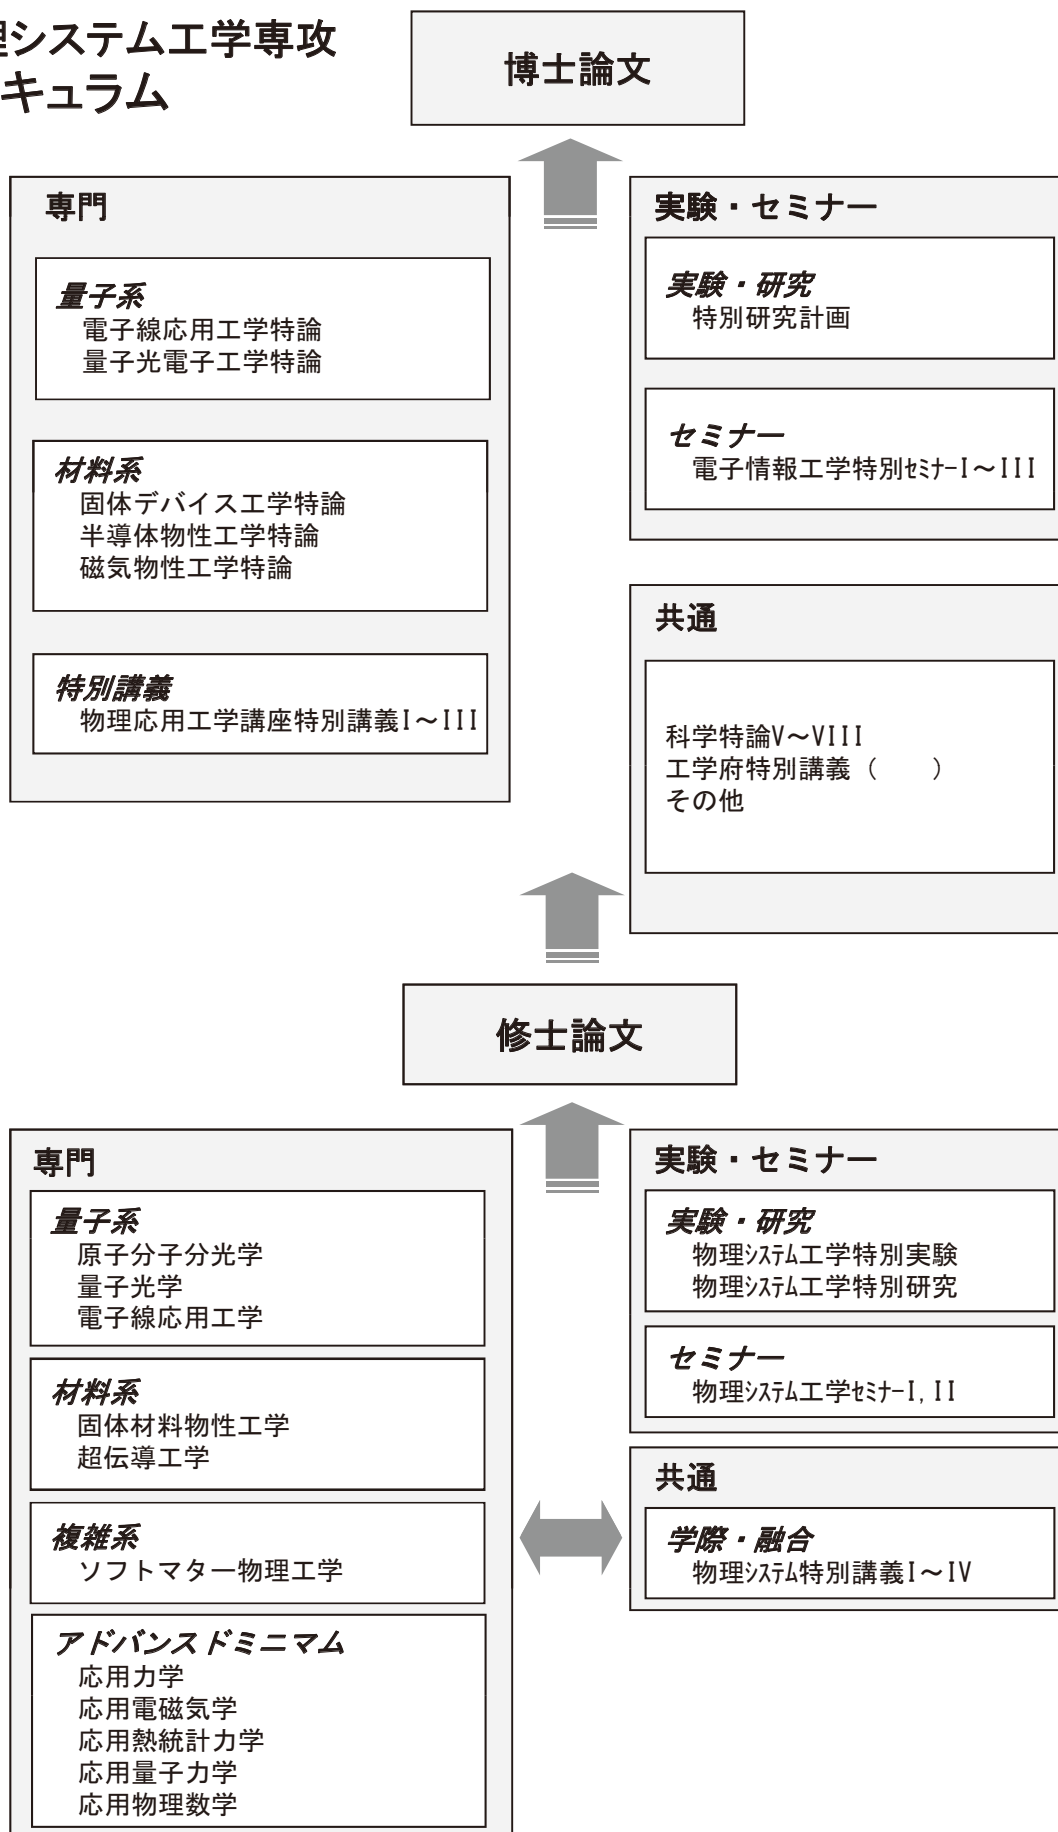 理システム工学専攻
キュラム
博士論文
専門
量子系
電子線応用工学特論
量子光電子工学特論
材料系
固体デバイス工学特論
半導体物性工学特論
磁気物性工学特論
特別講義
物理応用工学講座特別講義I～III
実験・セミナー
実験・研究
特別研究計画
セミナー
電子情報工学特別ｾﾐﾅｰI～III
共通
科学特論V～VIII
工学府特別講義（　　）
その他
修士論文
専門
量子系
原子分子分光学
量子光学
電子線応用工学
材料系
固体材料物性工学
超伝導工学
複雑系
ソフトマター物理工学
アドバンスドミニマム
応用力学
応用電磁気学
応用熱統計力学
応用量子力学
応用物理数学
実験・セミナー
実験・研究
物理ｼｽﾃﾑ工学特別実験
物理ｼｽﾃﾑ工学特別研究
セミナー
物理ｼｽﾃﾑ工学ｾﾐﾅｰI,II
共通
学際・融合
物理ｼｽﾃﾑ特別講義I～IV